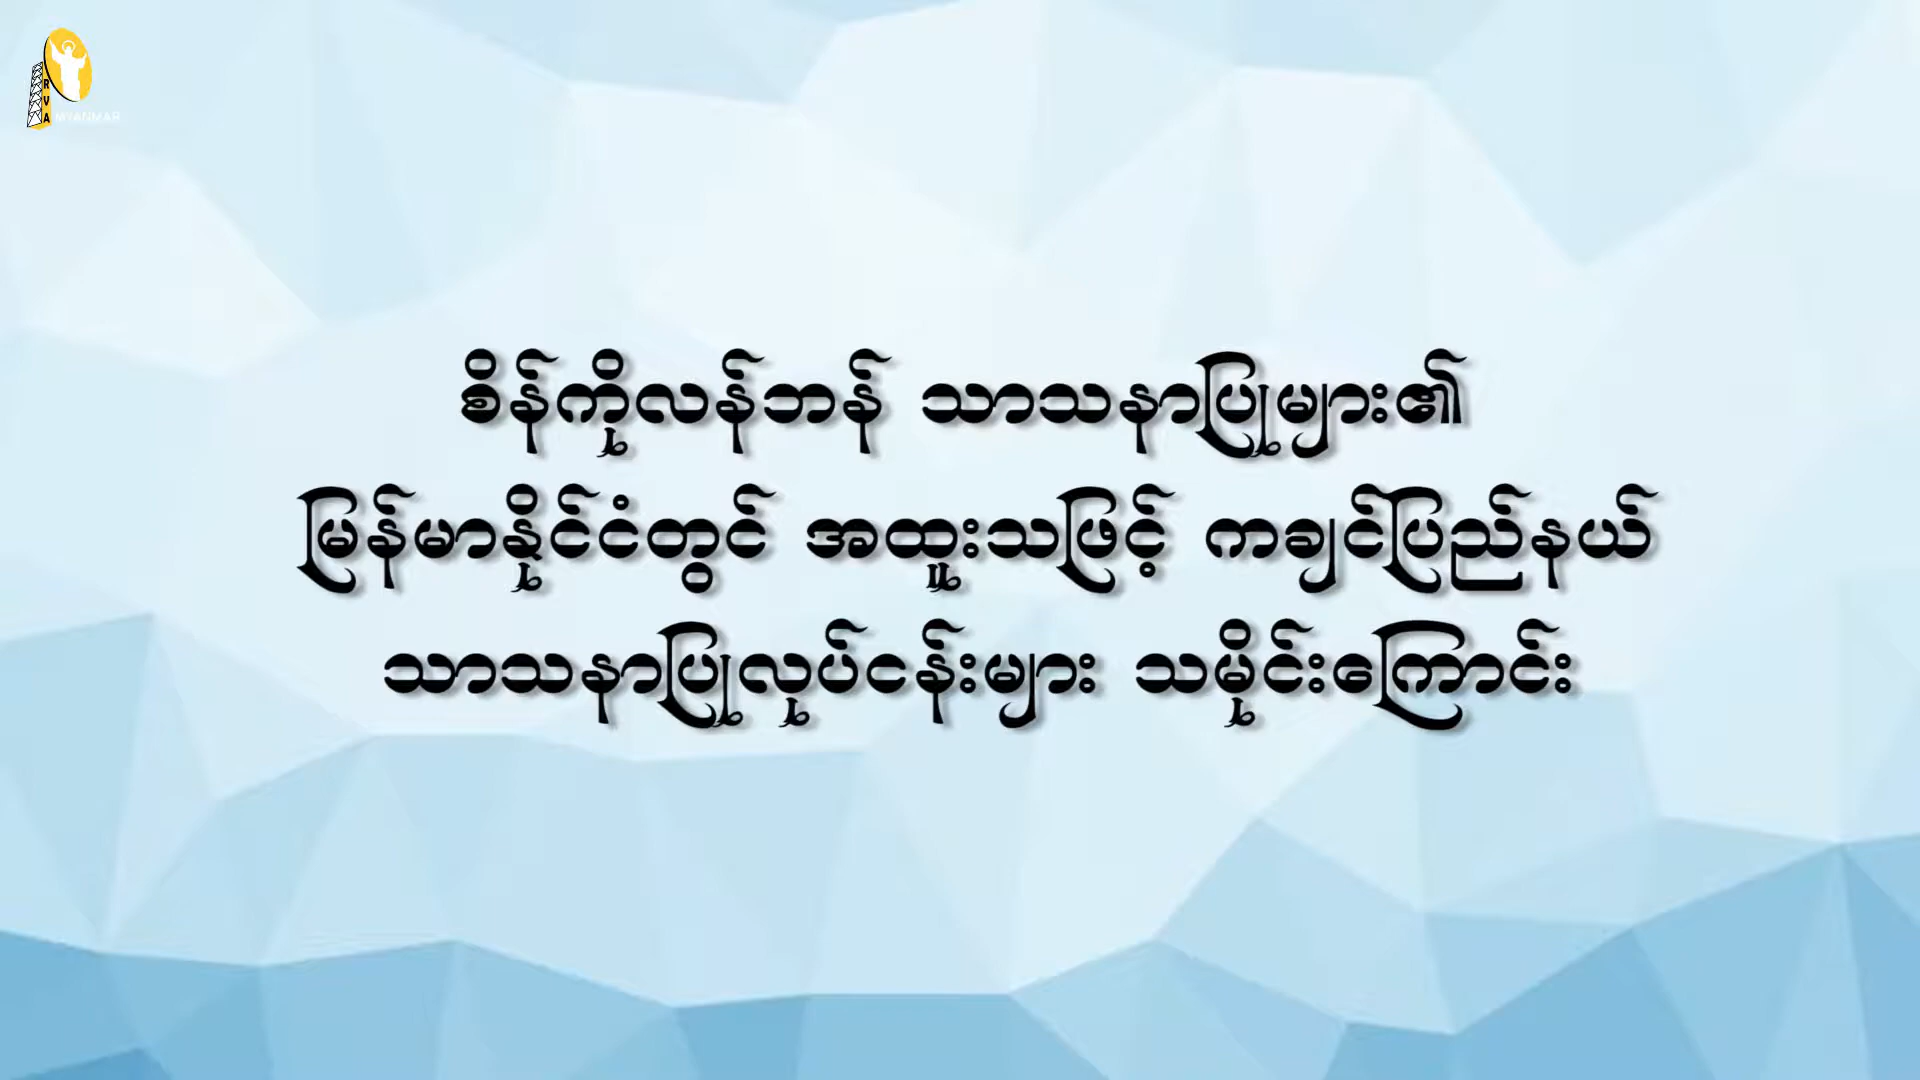 RVA
MYANMAR
စိန်ကိုလန်ဘန် သာသနာပြုများ၏
မြန်မာနိုင်ငံတွင် အထူးသဖြင့် ကချင်ပြည်နယ်
သာသနာပြုလုပ်ငန်းများ သမိုင်းကြောင်း